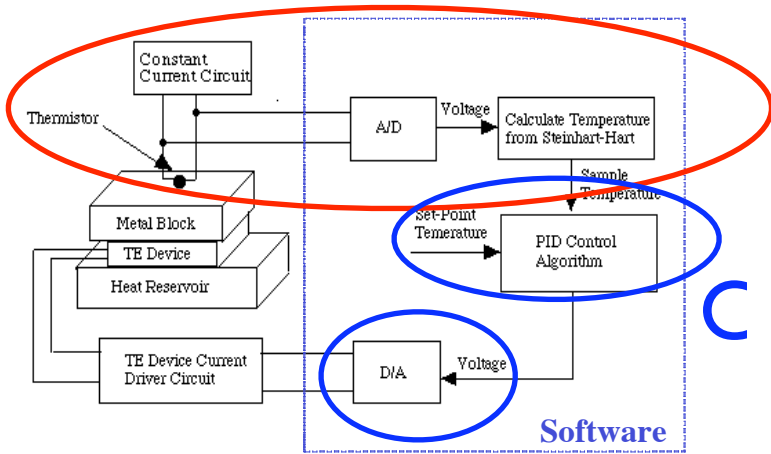 Constant
Current Circuit
Thermistor
A/D
Voltage
Calculate Temperature
from Steinhart-Hart
Sample
Temperature
Set-Point
Temerature
PID Control
Algorithm
Metal Block
TE Device
Heat Reservoir
TE Device Current
Driver Circuit
D/A
Voltage
Software
C